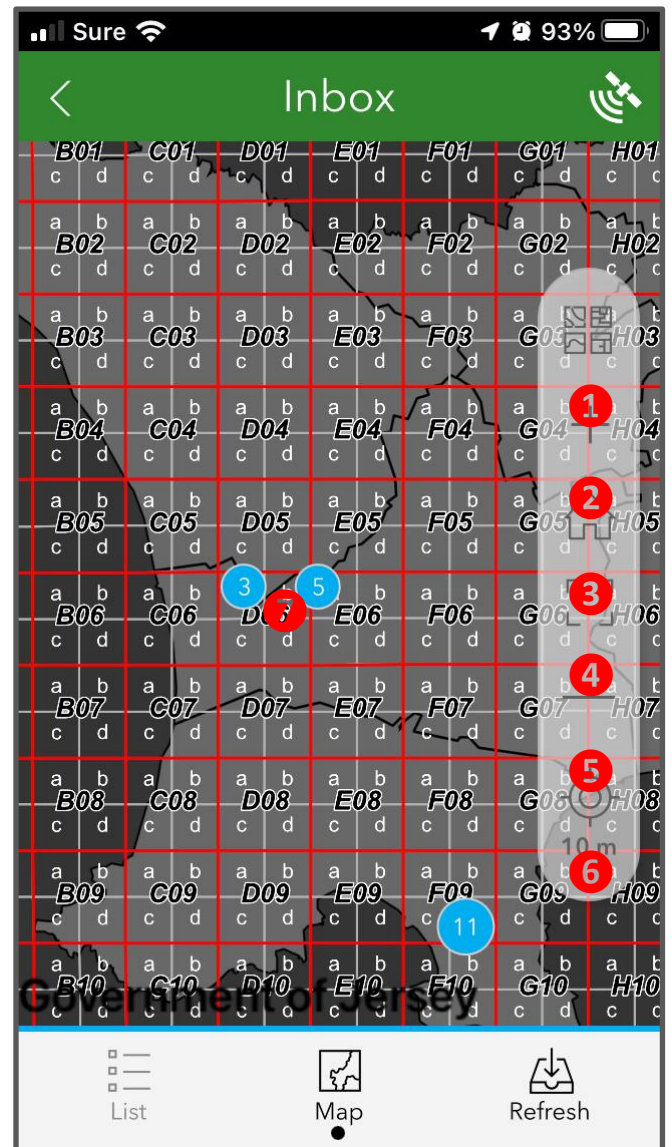 Sure 93%
Inbox
B01 C01 D01 E01 F01 G01 H01
c d c d c d c d c d c d c
a b a b a b a b a b a b a
B02 C02 D02 E02 F02 G02 H02
c d c d c d c d c d c d c
a b a b a b a b a b a b a
B03 C03 D03 E03 F03 G03 H03
c d c d c d c d c d c d c
a b a b a b a b a b a b 1 a
B04 C04 D04 E04 F04 G04 H04
c d c d c d c d c d c d c
a b a b a b a b a b a b 2 a
B05 C05 D05 E05 F05 G05 H05
c d c d c d c d c d c d c
a b a b a 3 b 5 a b a b a b 3 a
B06 C06 D06 7 E06 F06 G06 H06
c d c d c d c d c d c d c
a b a b a b a b a b a b 4 a
B07 C07 D07 E07 F07 G07 H07
c d c d c d c d c d c d c
a b a b a b a b a b a b 5 a
B08 C08 D08 E08 F08 G08 H08
c d c d c d c d c d c d c
10 m
a b a b a b a b a b a b 6 a
B09 C09 D09 E09 F09 G09 H09
c d c d c d c d c 11 c d c
a b a b a b a b a b a b a
B10 C10 D10 E10 F10 G10 H10
Government of Jersey
c d c d c d c d c d c d c
List Map Refresh